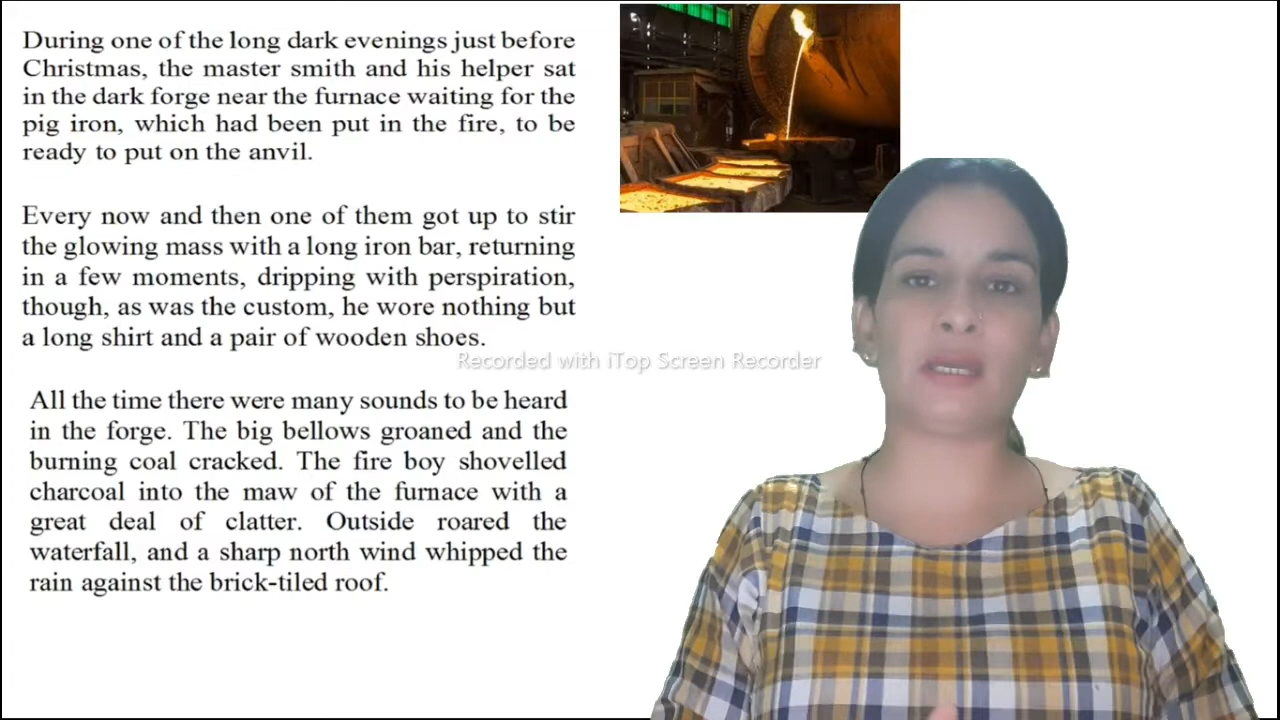 During one of the long dark evenings just before
Christmas, the master smith and his helper sat
in the dark forge near the furnace waiting for the
pig iron, which had been put in the fire, to be
ready to put on the anvil.
Every now and then one of them got up to stir
the glowing mass with a long iron bar, returning
in a few moments, dripping with perspiration,
though, as was the custom, he wore nothing but
a long shirt and a pair of wooden shoes.
Recorded with iTop Screen Recorder
All the time there were many sounds to be heard
in the forge. The big bellows groaned and the
burning coal cracked. The fire boy shovelled
charcoal into the maw of the furnace with a
great deal of clatter. Outside roared the
waterfall, and a sharp north wind whipped the
rain against the brick-tiled roof.